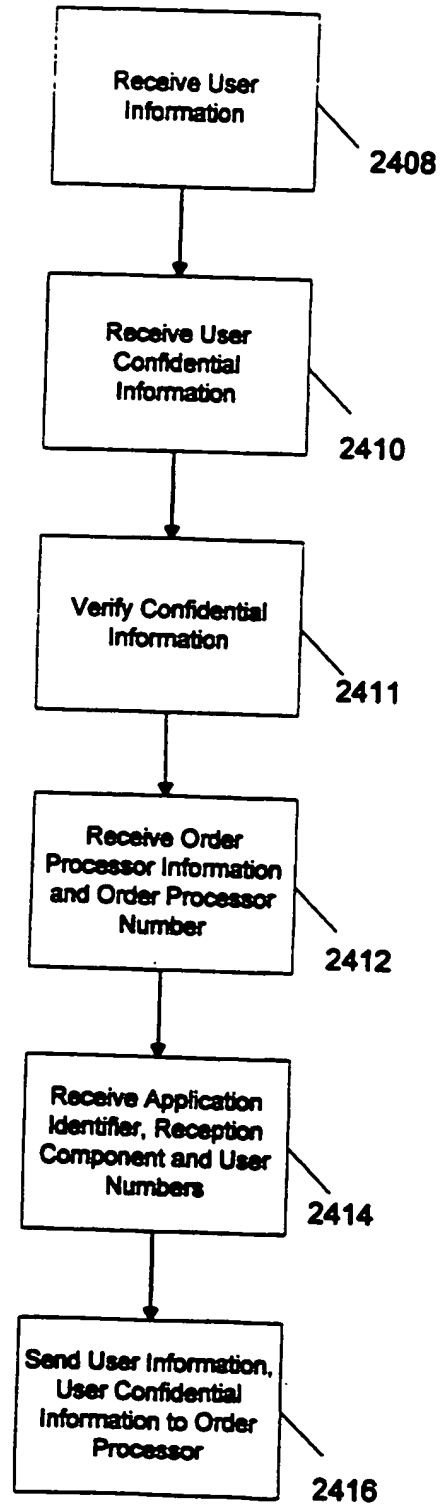 Receive User
Information
2408
Receive User
Confidential
Information
2410
Verify Confidential
Information
2411
Receive Order
Processor Information
and Order Processor
Number
2412
Receive Application
Identifier, Reception
Component and User
Numbers
2414
Send User Information,
User Confidential
Information to Order
Processor
2416